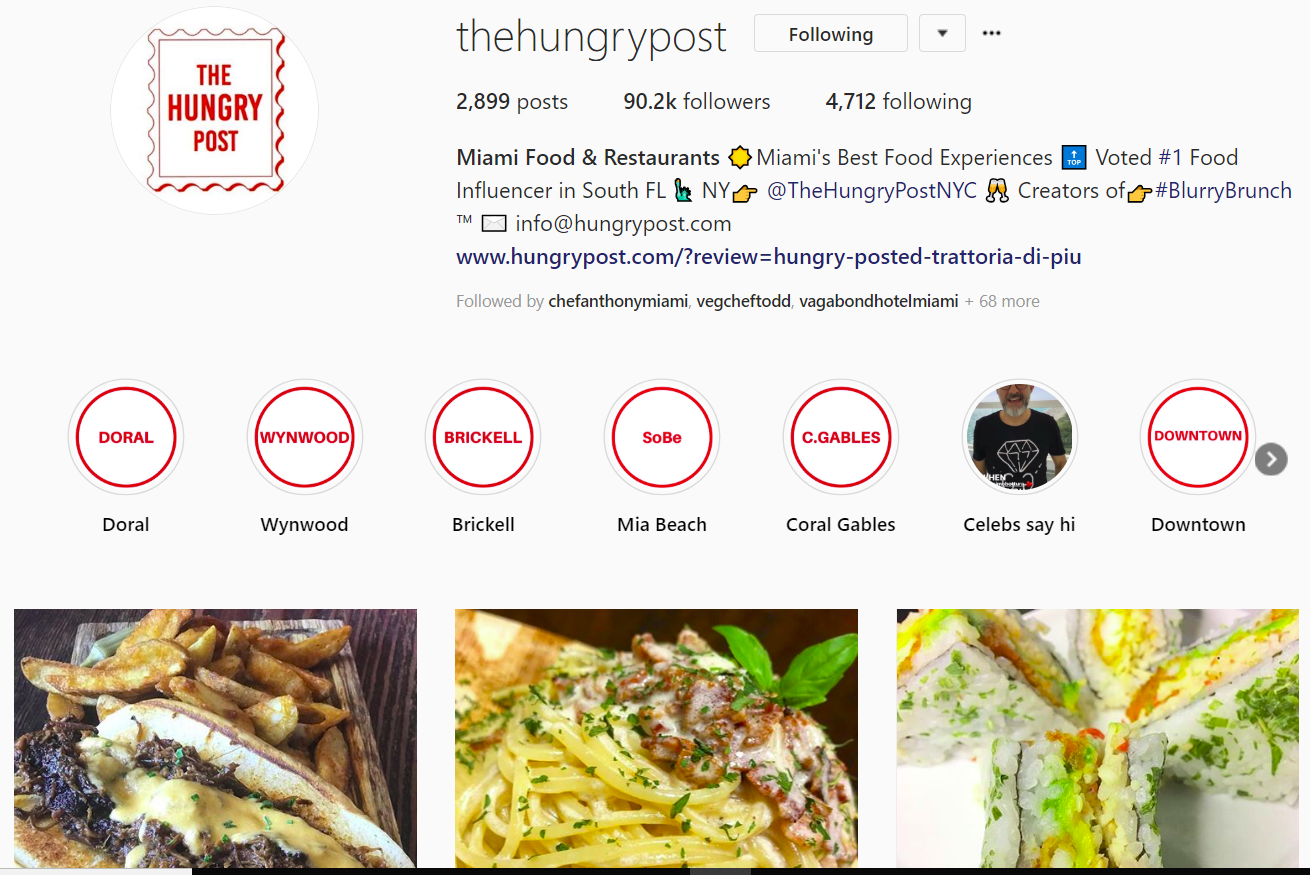 THE
HUNGRY
POST
thehungrypost Following
2,899 posts 90.2k followers 4,712 following
Miami Food & Restaurants Miami's Best Food Experiences TOP Voted #1 Food
Influencer in South FL NY @TheHungryPostNYC Creators of #BlurryBrunch
™ info@hungrypost.com
www.hungrypost.com/?review=hungry-posted-trattoria-di-piu
Followed by chefanthonymiami, vegcheftodd, vagabondhotelmiami + 68 more
DORAL WYNWOOD BRICKELL SoBe C.GABLES DOWNTOWN
Doral Wynwood Brickell Mia Beach Coral Gables Celebs say hi Downtown